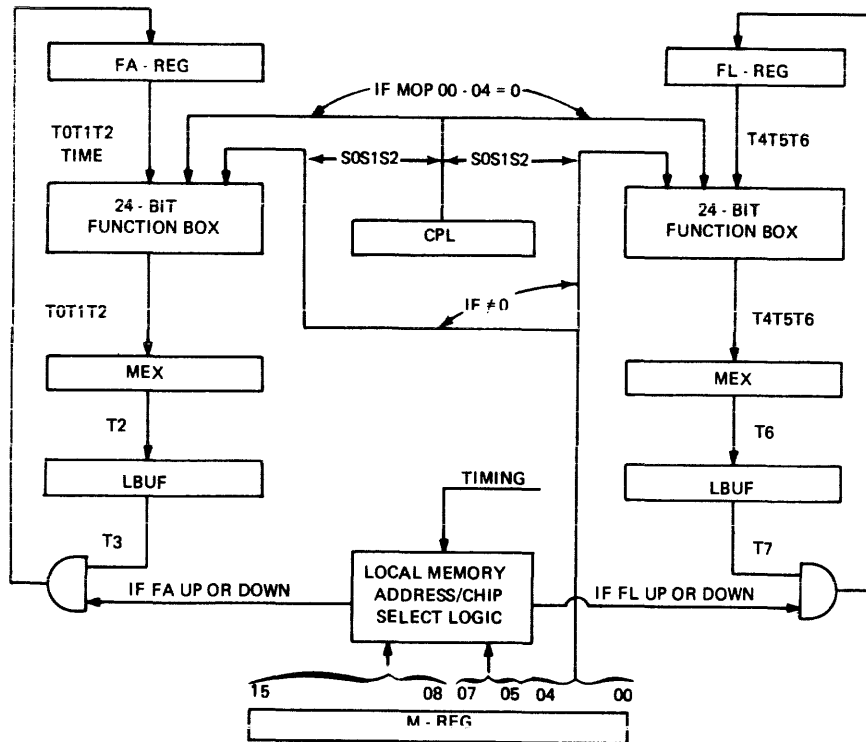 FA - REG
FL - REG
IF MOP 00 - 04 = 0
T0T1T2
TIME
T4T5T6
S0S1S2
S0S1S2
24 - BIT
FUNCTION BOX
CPL
24 - BIT
FUNCTION BOX
IF ≠ 0
T0T1T2
T4T5T6
MEX
MEX
T2
T6
LBUF
LBUF
TIMING
T3
T7
LOCAL MEMORY
ADDRESS/CHIP
SELECT LOGIC
IF FA UP OR DOWN
IF FL UP OR DOWN
15 08 07 05 04 00
M - REG